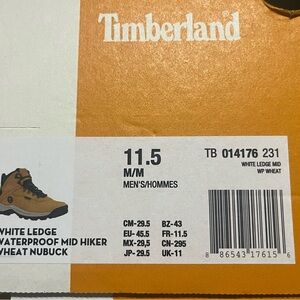 Timberland
11.5
M/M
MEN'S/HOMMES
TB 014176 231
WHITE LEDGE MID
WP WHEAT
WHITE LEDGE
WATERPROOF MID HIKER
WHEAT NUBUCK
CM-29.5 BZ-43
EU-45.5 FR-11.5
MX-29,5 CN-295
JP-29.5 UK-11
8 86543 17615 6